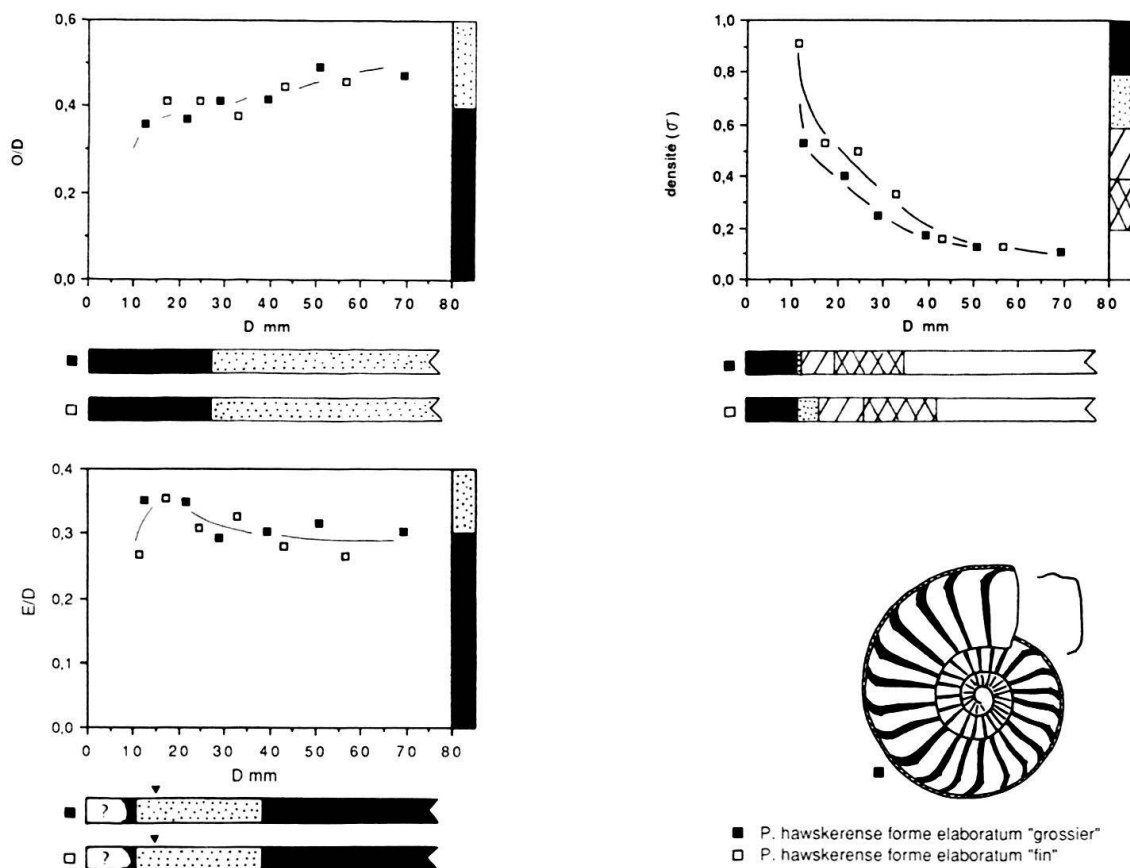 0,6
0,4
0,2
0,0
O/D
0 10 20 30 40 50 60 70 80
D mm
1,0
0,8
0,6
0,4
0,2
0,0
densité (σ)
0 10 20 30 40 50 60 70 80
D mm
0,4
0,3
0,2
0,1
0,0
E/D
0 10 20 30 40 50 60 70 80
D mm
?
?
P. hawskerense forme elaboratum "grossier"
P. hawskerense forme elaboratum "fin"